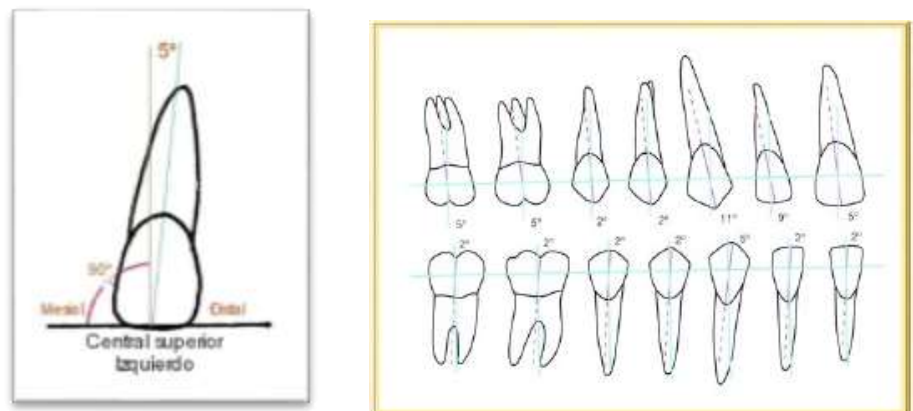 5°
90°
Mesial
Distal
Central superior
Izquierdo
5° 5° 2° 2° 11° 9° 5°
2° 2° 2° 2° 5° 2° 2°